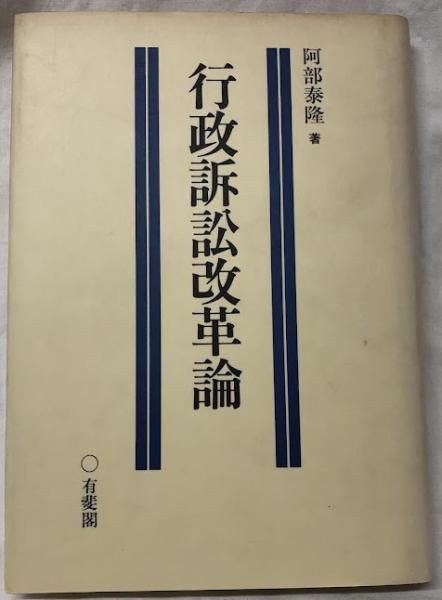 阿部泰隆 著
行政訴訟改革論
○ 有斐閣